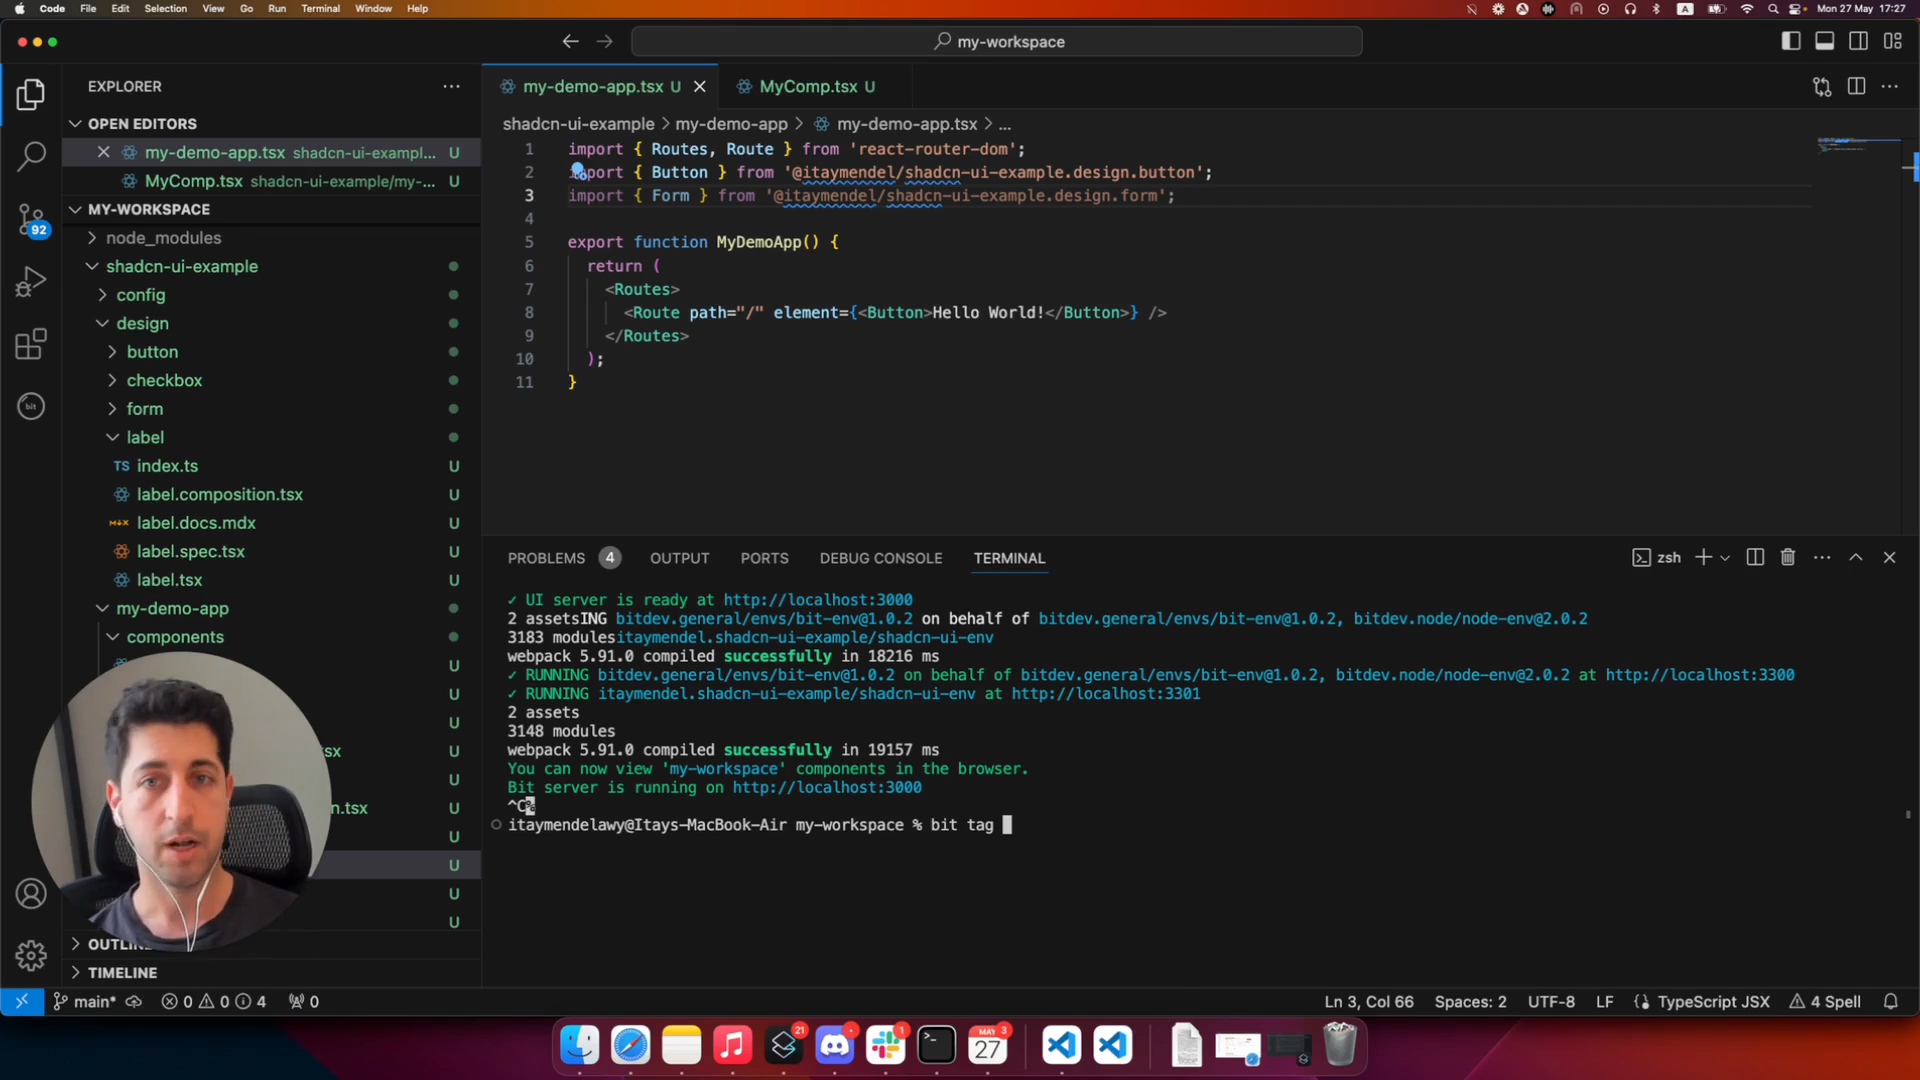 Code File Edit Selection View Go Run Terminal Window Help
A Mon 27 May 17:27
my-workspace
EXPLORER
OPEN EDITORS
my-demo-app.tsx shadcn-ui-exampl... U
MyComp.tsx shadcn-ui-example/my-... U
MY-WORKSPACE
node_modules
shadcn-ui-example
config
design
button
checkbox
form
label
TS index.ts U
label.composition.tsx U
label.docs.mdx U
label.spec.tsx U
label.tsx U
my-demo-app
components
U
U
U
sx U
n.tsx U
U
U
U
U
OUTLIN
TIMELINE
92
bit
my-demo-app.tsx U MyComp.tsx U
shadcn-ui-example > my-demo-app > my-demo-app.tsx > ...
1 import { Routes, Route } from 'react-router-dom';
2 import { Button } from '@itaymendel/shadcn-ui-example.design.button';
3 import { Form } from '@itaymendel/shadcn-ui-example.design.form';
4
5 export function MyDemoApp() {
6 return (
7 <Routes>
8 <Route path="/" element={<Button>Hello World!</Button>} />
9 </Routes>
10 );
11 }
PROBLEMS 4 OUTPUT PORTS DEBUG CONSOLE TERMINAL
zsh
✓ UI server is ready at http://localhost:3000
2 assetsING bitdev.general/envs/bit-env@1.0.2 on behalf of bitdev.general/envs/bit-env@1.0.2, bitdev.node/node-env@2.0.2
3183 modulesitaymendel.shadcn-ui-example/shadcn-ui-env
webpack 5.91.0 compiled successfully in 18216 ms
✓ RUNNING bitdev.general/envs/bit-env@1.0.2 on behalf of bitdev.general/envs/bit-env@1.0.2, bitdev.node/node-env@2.0.2 at http://localhost:3300
✓ RUNNING itaymendel.shadcn-ui-example/shadcn-ui-env at http://localhost:3301
2 assets
3148 modules
webpack 5.91.0 compiled successfully in 19157 ms
You can now view 'my-workspace' components in the browser.
Bit server is running on http://localhost:3000
^C%
itaymendelawy@Itays-MacBook-Air my-workspace % bit tag
main* 0 0 4 0
Ln 3, Col 66 Spaces: 2 UTF-8 LF TypeScript JSX 4 Spell
21 1 MAY 27 3